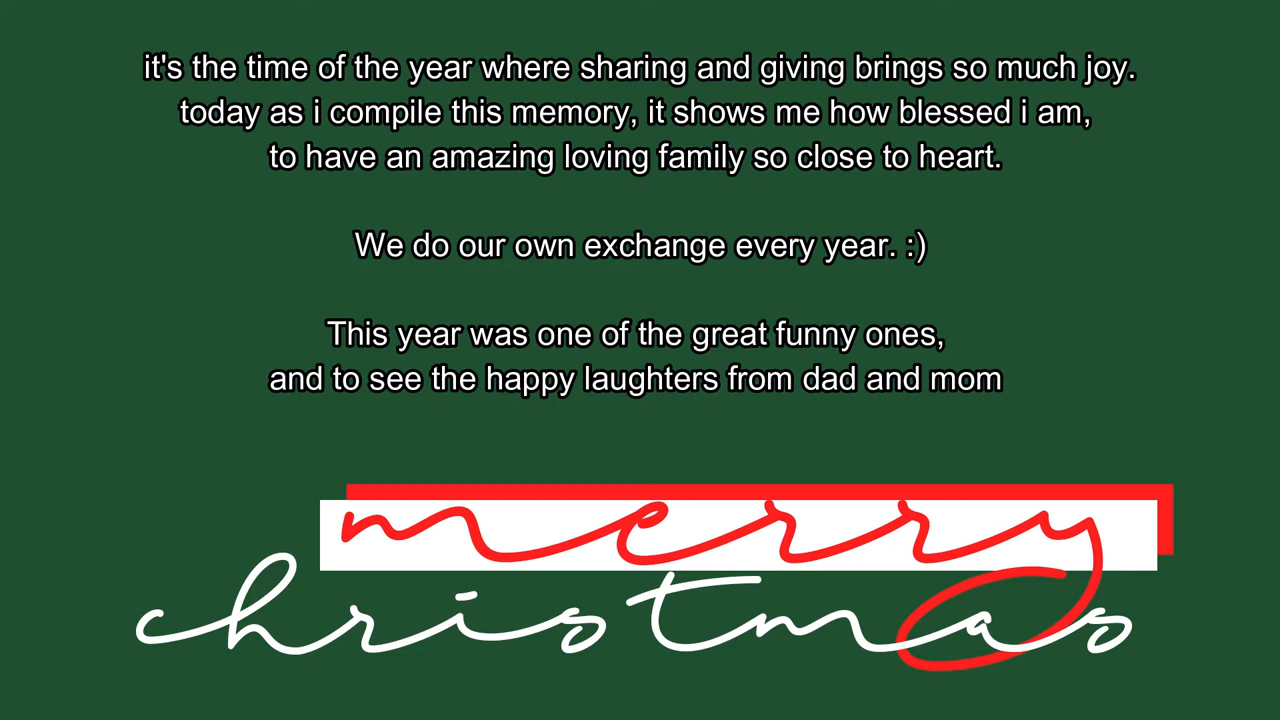 it's the time of the year where sharing and giving brings so much joy.
today as i compile this memory, it shows me how blessed i am,
to have an amazing loving family so close to heart.
We do our own exchange every year. :)
This year was one of the great funny ones,
and to see the happy laughters from dad and mom
merry
christmas